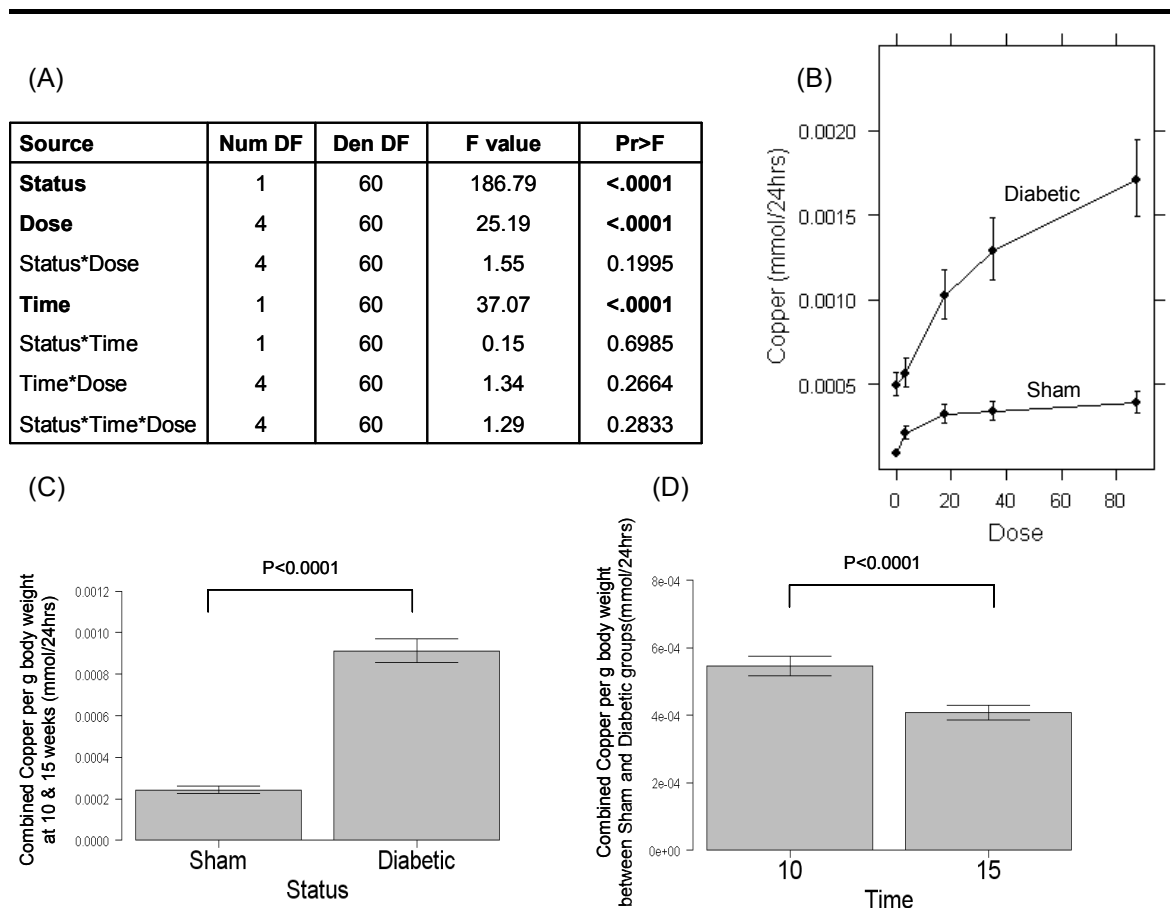 (A)
Source Num DF Den DF F value Pr>F
Status 1 60 186.79 <.0001
Dose 4 60 25.19 <.0001
Status*Dose 4 60 1.55 0.1995
Time 1 60 37.07 <.0001
Status*Time 1 60 0.15 0.6985
Time*Dose 4 60 1.34 0.2664
Status*Time*Dose 4 60 1.29 0.2833
(B)
Copper (mmol/24hrs)
0.0020
0.0015
0.0010
0.0005
Diabetic
Sham
0 20 40 60 80
Dose
(C)
Combined Copper per g body weight
at 10 & 15 weeks (mmol/24hrs)
P<0.0001
0.0012
0.0010
0.0008
0.0006
0.0004
0.0002
0.0000
Sham Diabetic
Status
(D)
Combined Copper per g body weight
between Sham and Diabetic groups(mmol/24hrs)
P<0.0001
8e-04
6e-04
4e-04
2e-04
0e+00
10 15
Time